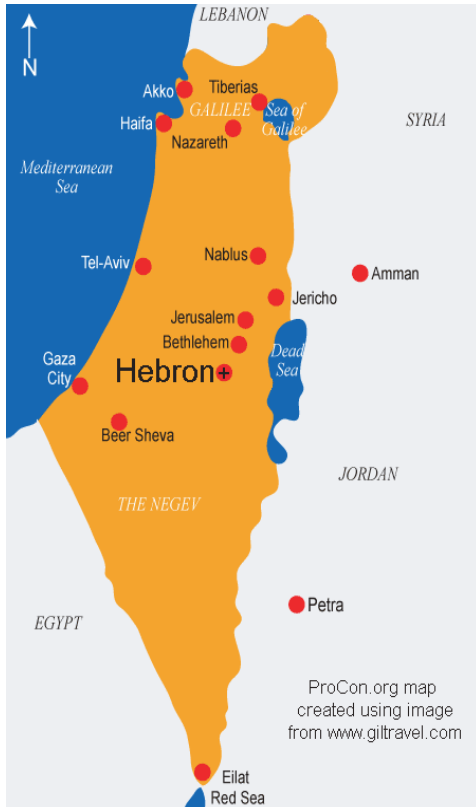 LEBANON
N
Akko
Tiberias
GALILEE
Sea of
Galilee
Haifa
Nazareth
SYRIA
Mediterranean
Sea
Nablus
Tel-Aviv
Amman
Jericho
Jerusalem
Bethlehem
Dead
Sea
Gaza
City
Hebron
Beer Sheva
JORDAN
THE NEGEV
Petra
EGYPT
ProCon.org map
created using image
from www.giltravel.com
Eilat
Red Sea